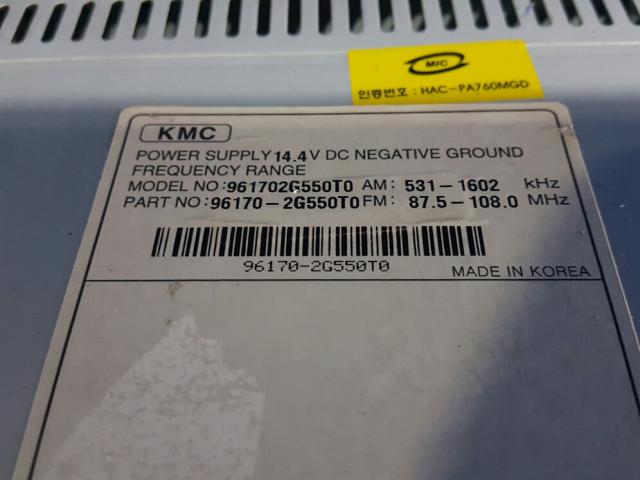 MIC
인증번호 : HAC-PA760MGD
KMC
POWER SUPPLY 14.4V DC NEGATIVE GROUND
FREQUENCY RANGE
MODEL NO:961702G550T0 AM: 531-1602 kHz
PART NO:96170-2G550T0 FM: 87.5-108.0 MHz
96170-2G550T0
MADE IN KOREA